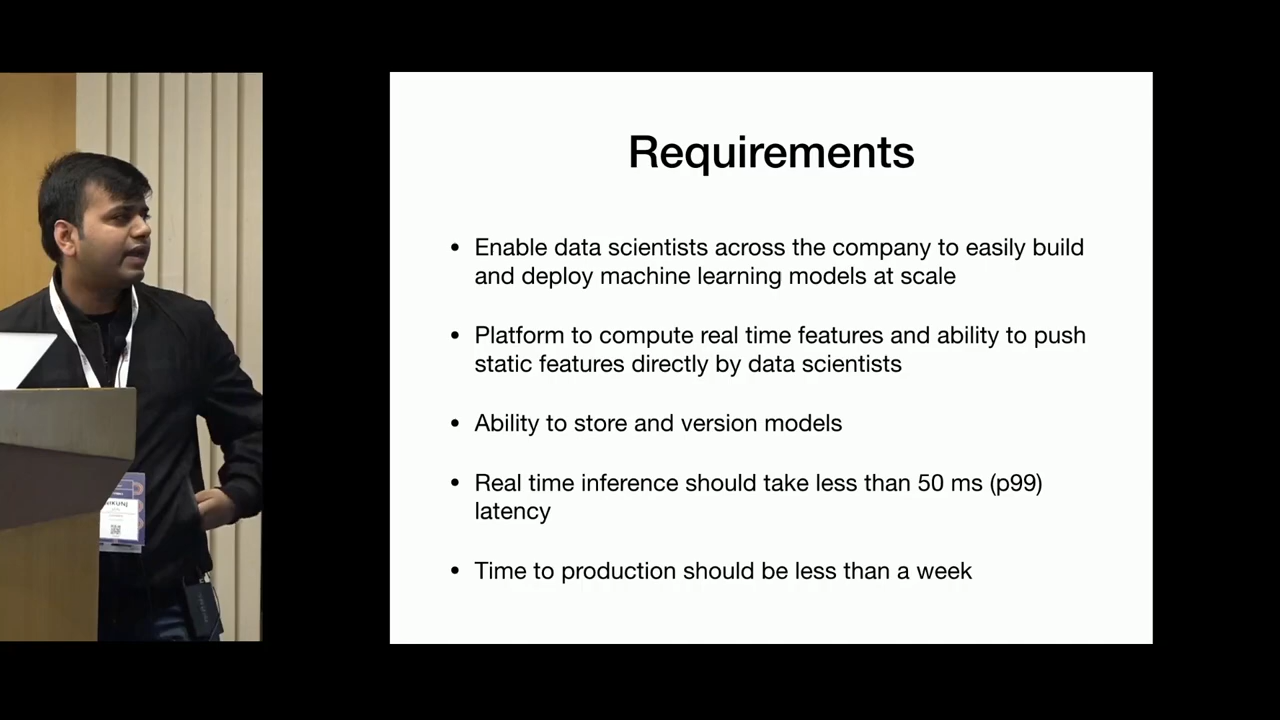 Requirements
• Enable data scientists across the company to easily build
and deploy machine learning models at scale
• Platform to compute real time features and ability to push
static features directly by data scientists
• Ability to store and version models
• Real time inference should take less than 50 ms (p99)
latency
• Time to production should be less than a week